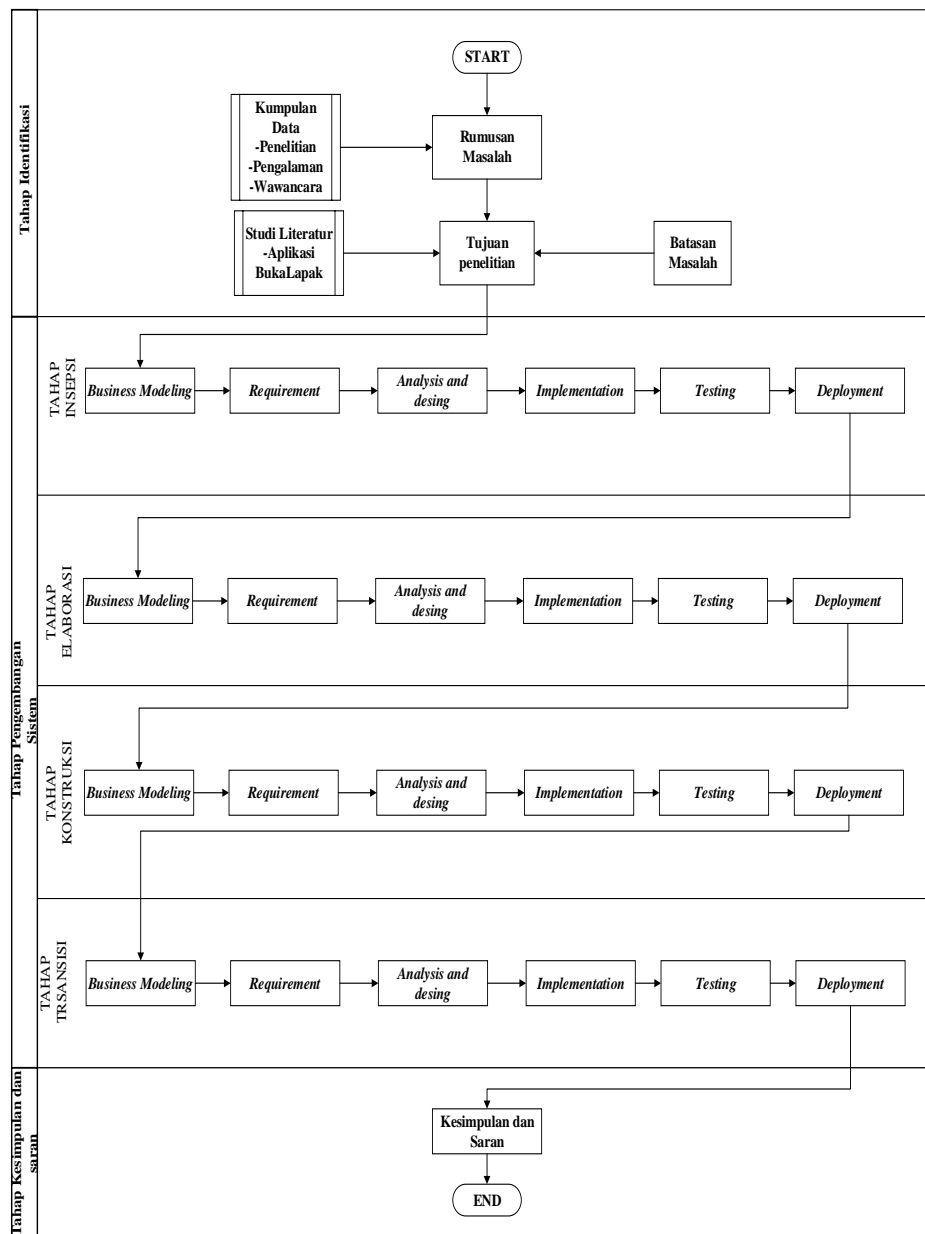 Tahap Identifikasi
START
Kumpulan
Data
-Penelitian
-Pengalaman
-Wawancara
Rumusan
Masalah
Studi Literatur
-Aplikasi
BukaLapak
Tujuan
penelitian
Batasan
Masalah
Tahap Pengembangan
Sistem
TAHAP
INSEPSI
Business Modeling
Requirement
Analysis and
desing
Implementation
Testing
Deployment
TAHAP
ELABORASI
Business Modeling
Requirement
Analysis and
desing
Implementation
Testing
Deployment
TAHAP
KONSTRUKSI
Business Modeling
Requirement
Analysis and
desing
Implementation
Testing
Deployment
TAHAP
TRSANSISI
Business Modeling
Requirement
Analysis and
desing
Implementation
Testing
Deployment
Tahap Kesimpulan dan
saran
Kesimpulan dan
Saran
END